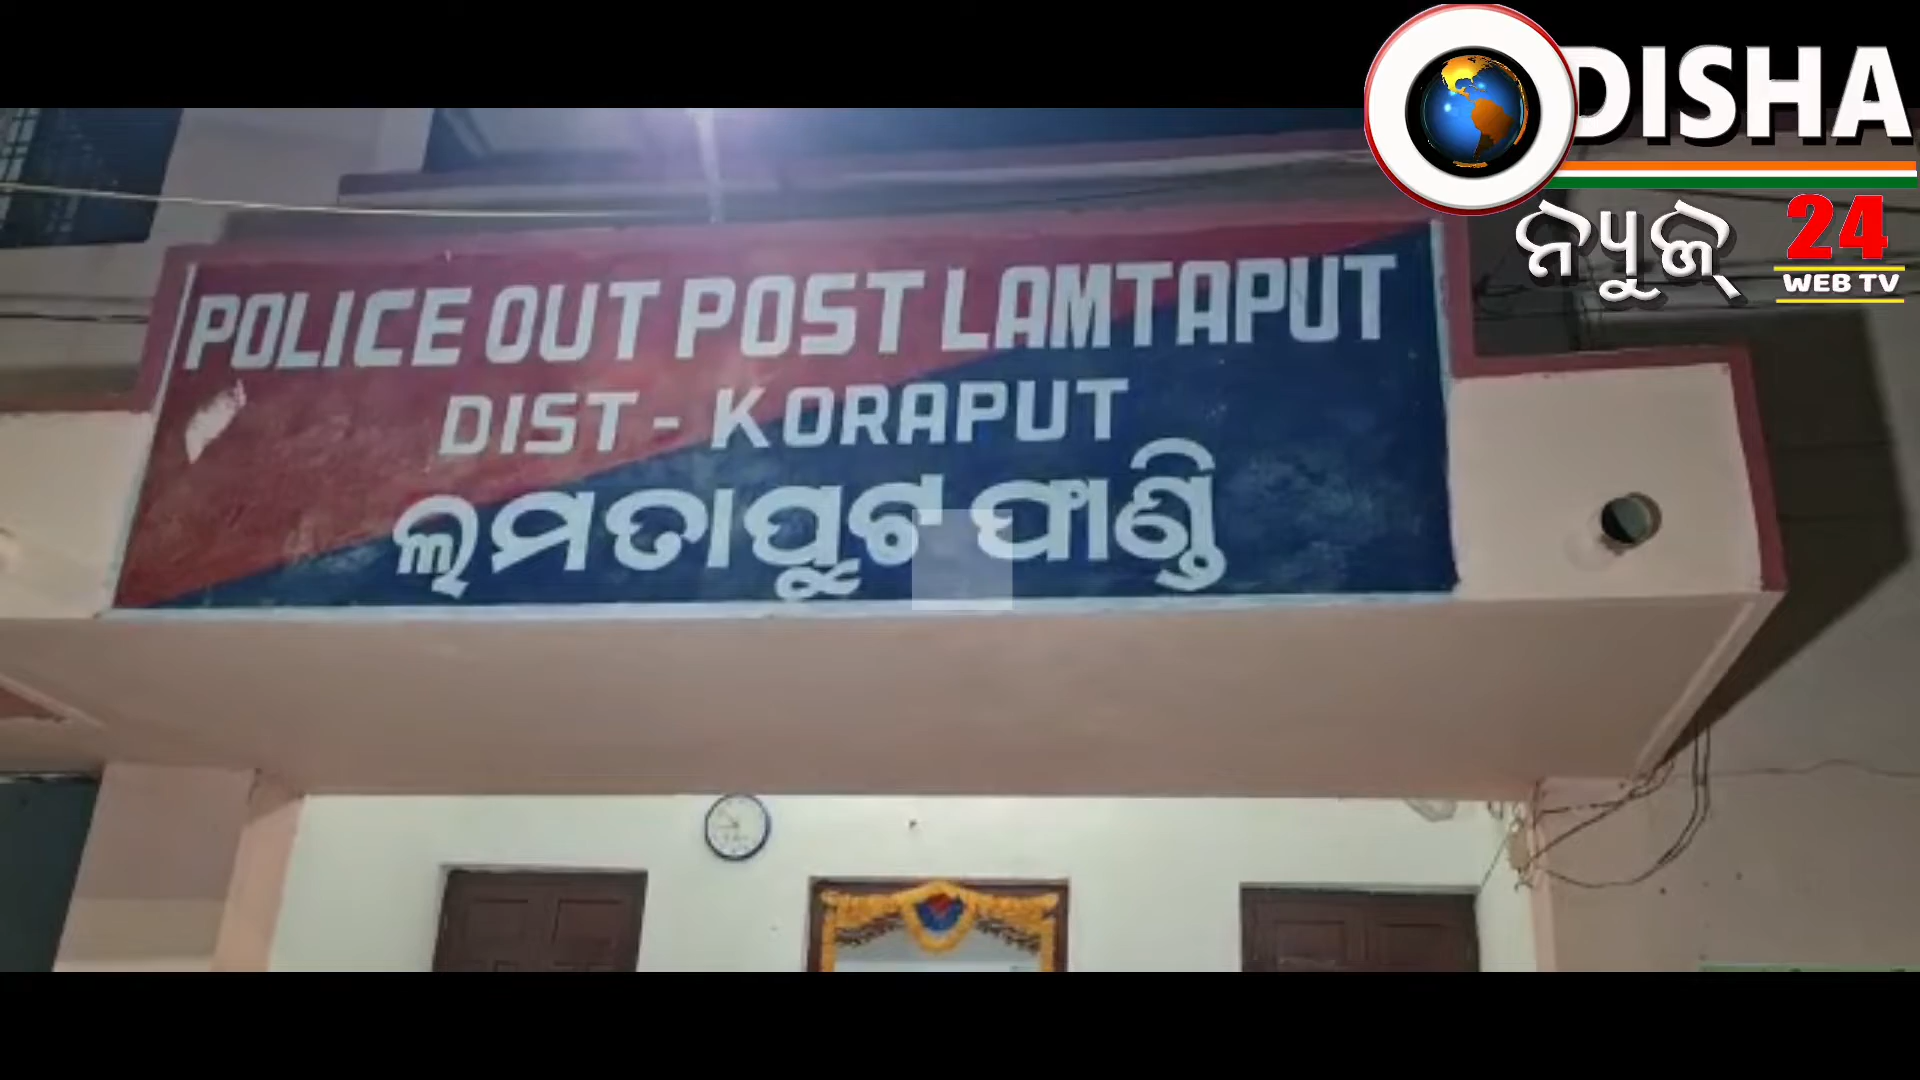 ODISHA
ନ୍ୟୁଜ୍ 24
WEB TV
POLICE OUT POST LAMTAPUT
DIST - KORAPUT
ଲମତାପୁଟ ଫାଣ୍ଡି